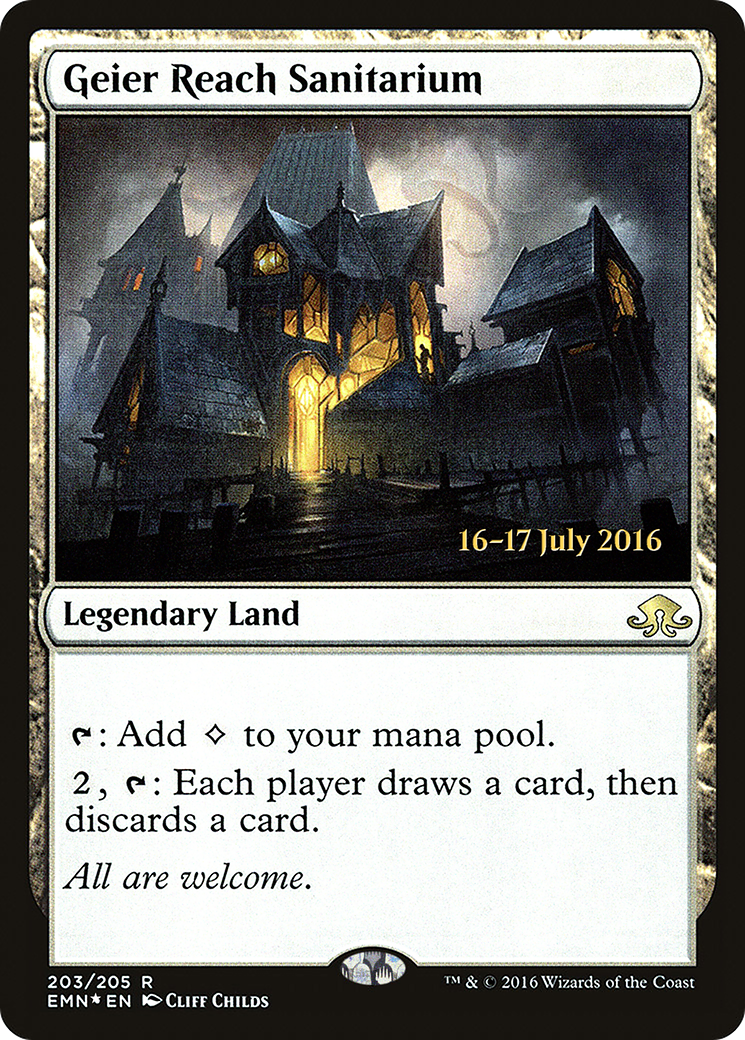 Geier Reach Sanitarium
16–17 July 2016
Legendary Land
: Add to your mana pool.
2, : Each player draws a card, then
discards a card.
All are welcome.
203/205 R
EMN★EN Cliff Childs
™ & © 2016 Wizards of the Coast